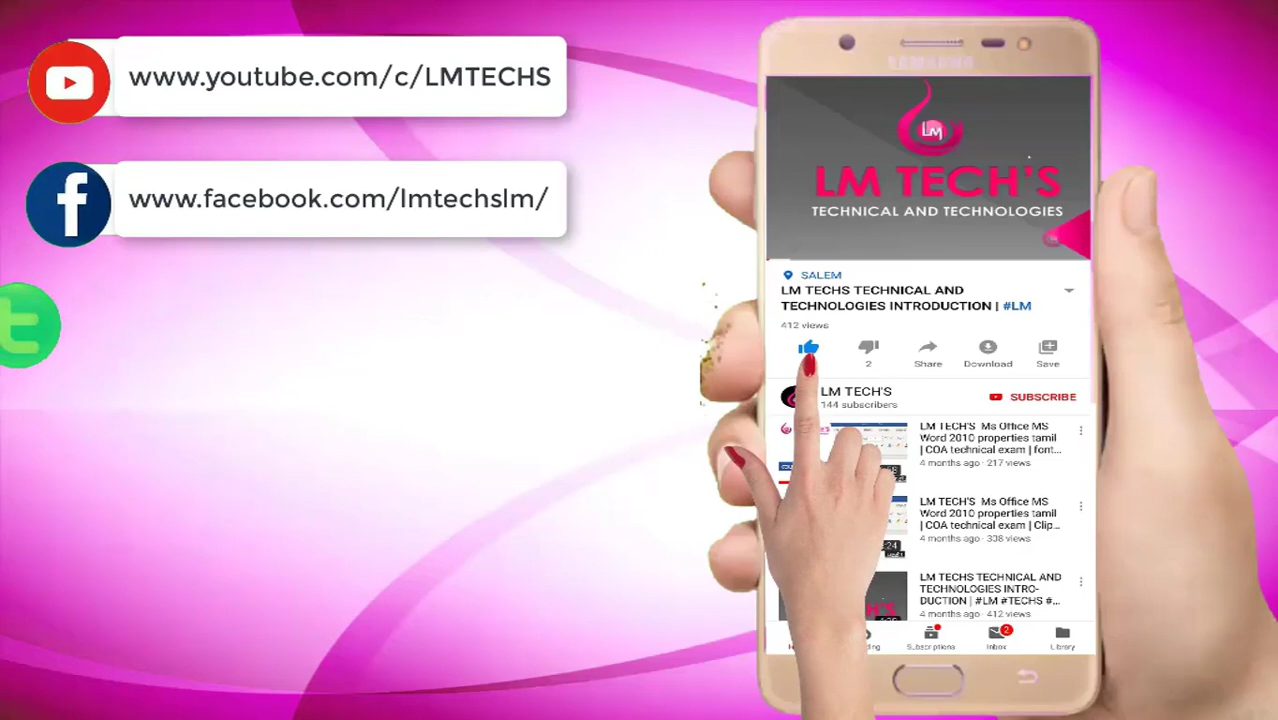 www.youtube.com/c/LMTECHS
www.facebook.com/lmtechslm/
SAMSUNG
LM
LM TECH'S
TECHNICAL AND TECHNOLOGIES
SALEM
LM TECHS TECHNICAL AND
TECHNOLOGIES INTRODUCTION | #LM
412 views
2
Share
Download
Save
LM TECH'S
144 subscribers
SUBSCRIBE
LM TECH'S Ms Office MS
Word 2010 properties tamil
| COA technical exam | font...
4 months ago · 217 views
LM TECH'S Ms Office MS
Word 2010 properties tamil
| COA technical exam | Clip...
4 months ago · 338 views
LM TECHS TECHNICAL AND
TECHNOLOGIES INTRO-
DUCTION | #LM #TECHS #...
4 months ago · 412 views
Subscriptions
2
Inbox
Library